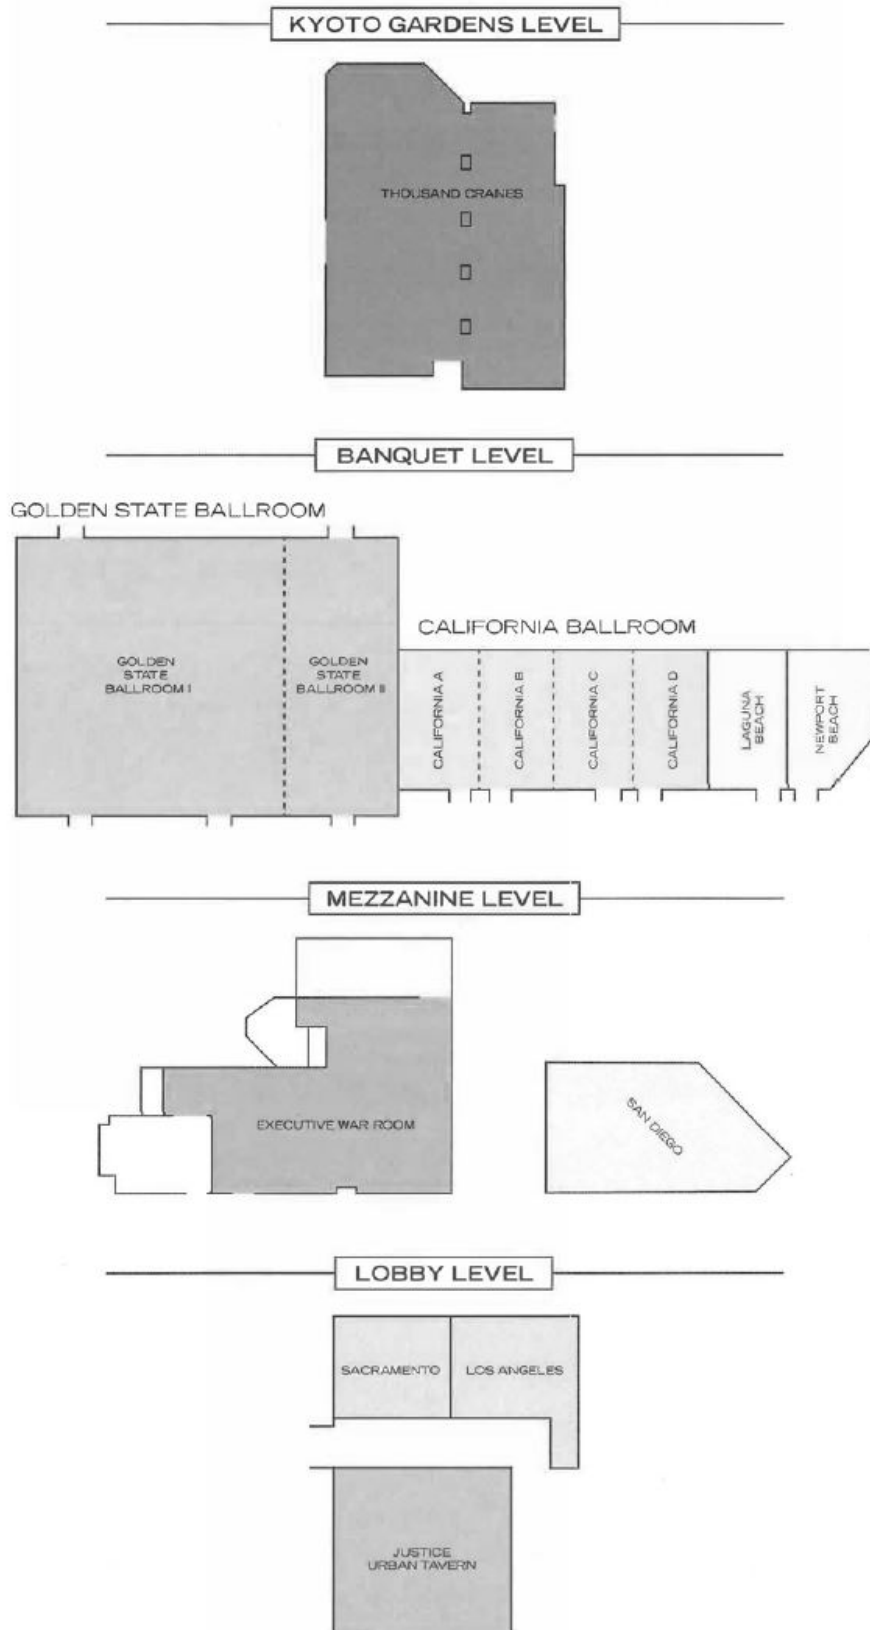 KYOTO GARDENS LEVEL
THOUSAND CRANES
BANQUET LEVEL
GOLDEN STATE BALLROOM
GOLDEN
STATE
BALLROOM I
GOLDEN
STATE
BALLROOM II
CALIFORNIA BALLROOM
CALIFORNIA A
CALIFORNIA B
CALIFORNIA C
CALIFORNIA D
LAGUNA
BEACH
NEWPORT
BEACH
MEZZANINE LEVEL
EXECUTIVE WAR ROOM
SAN DIEGO
LOBBY LEVEL
SACRAMENTO
LOS ANGELES
JUSTICE
URBAN TAVERN